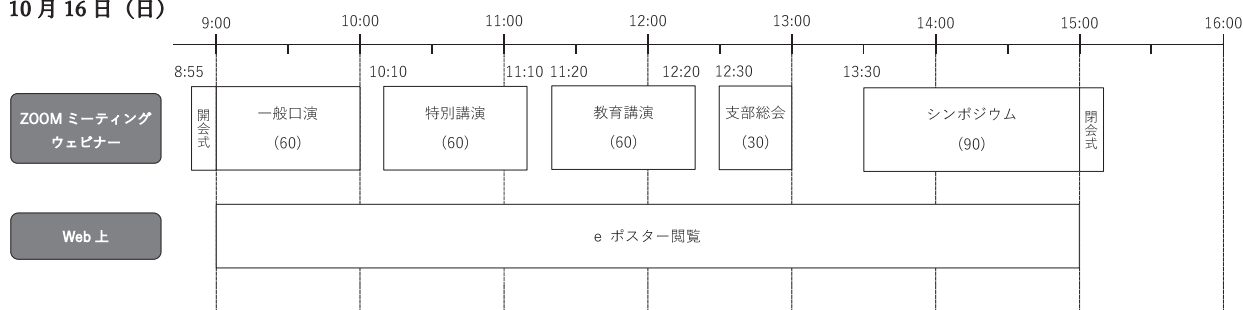 10月16日（日）
9:00 10:00 11:00 12:00 13:00 14:00 15:00 16:00
8:55 10:10 11:10 11:20 12:20 12:30 13:30
ZOOM ミーティング
ウェビナー
開会式
一般口演
（60）
特別講演
（60）
教育講演
（60）
支部総会
（30）
シンポジウム
（90）
閉会式
Web 上
e ポスター閲覧